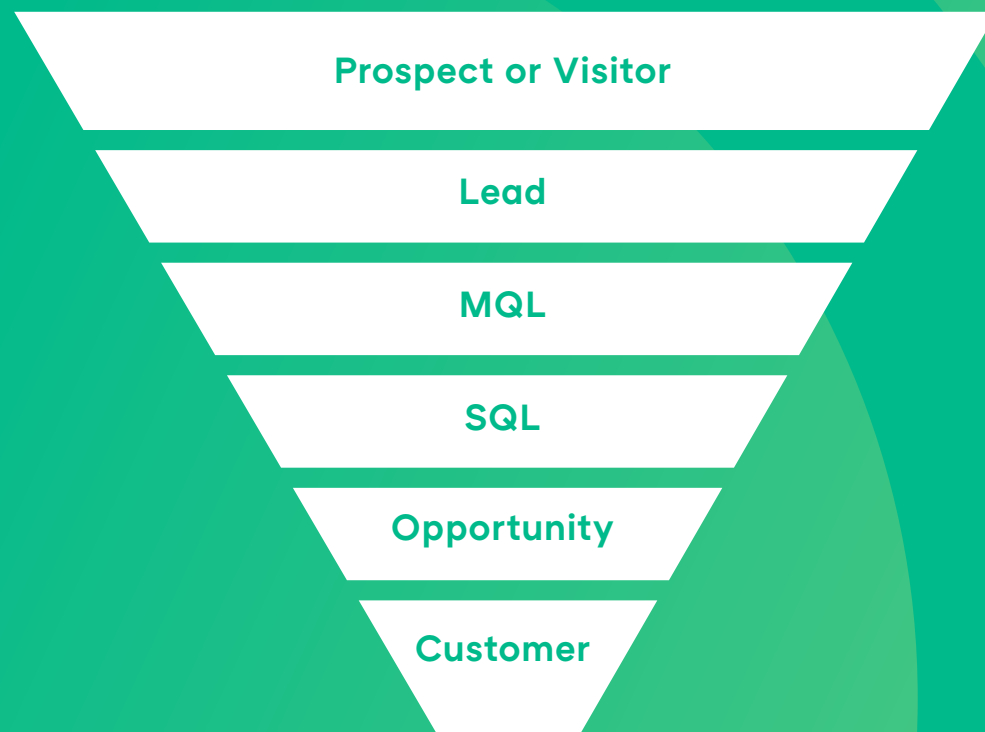 Prospect or Visitor
Lead
MQL
SQL
Opportunity
Customer